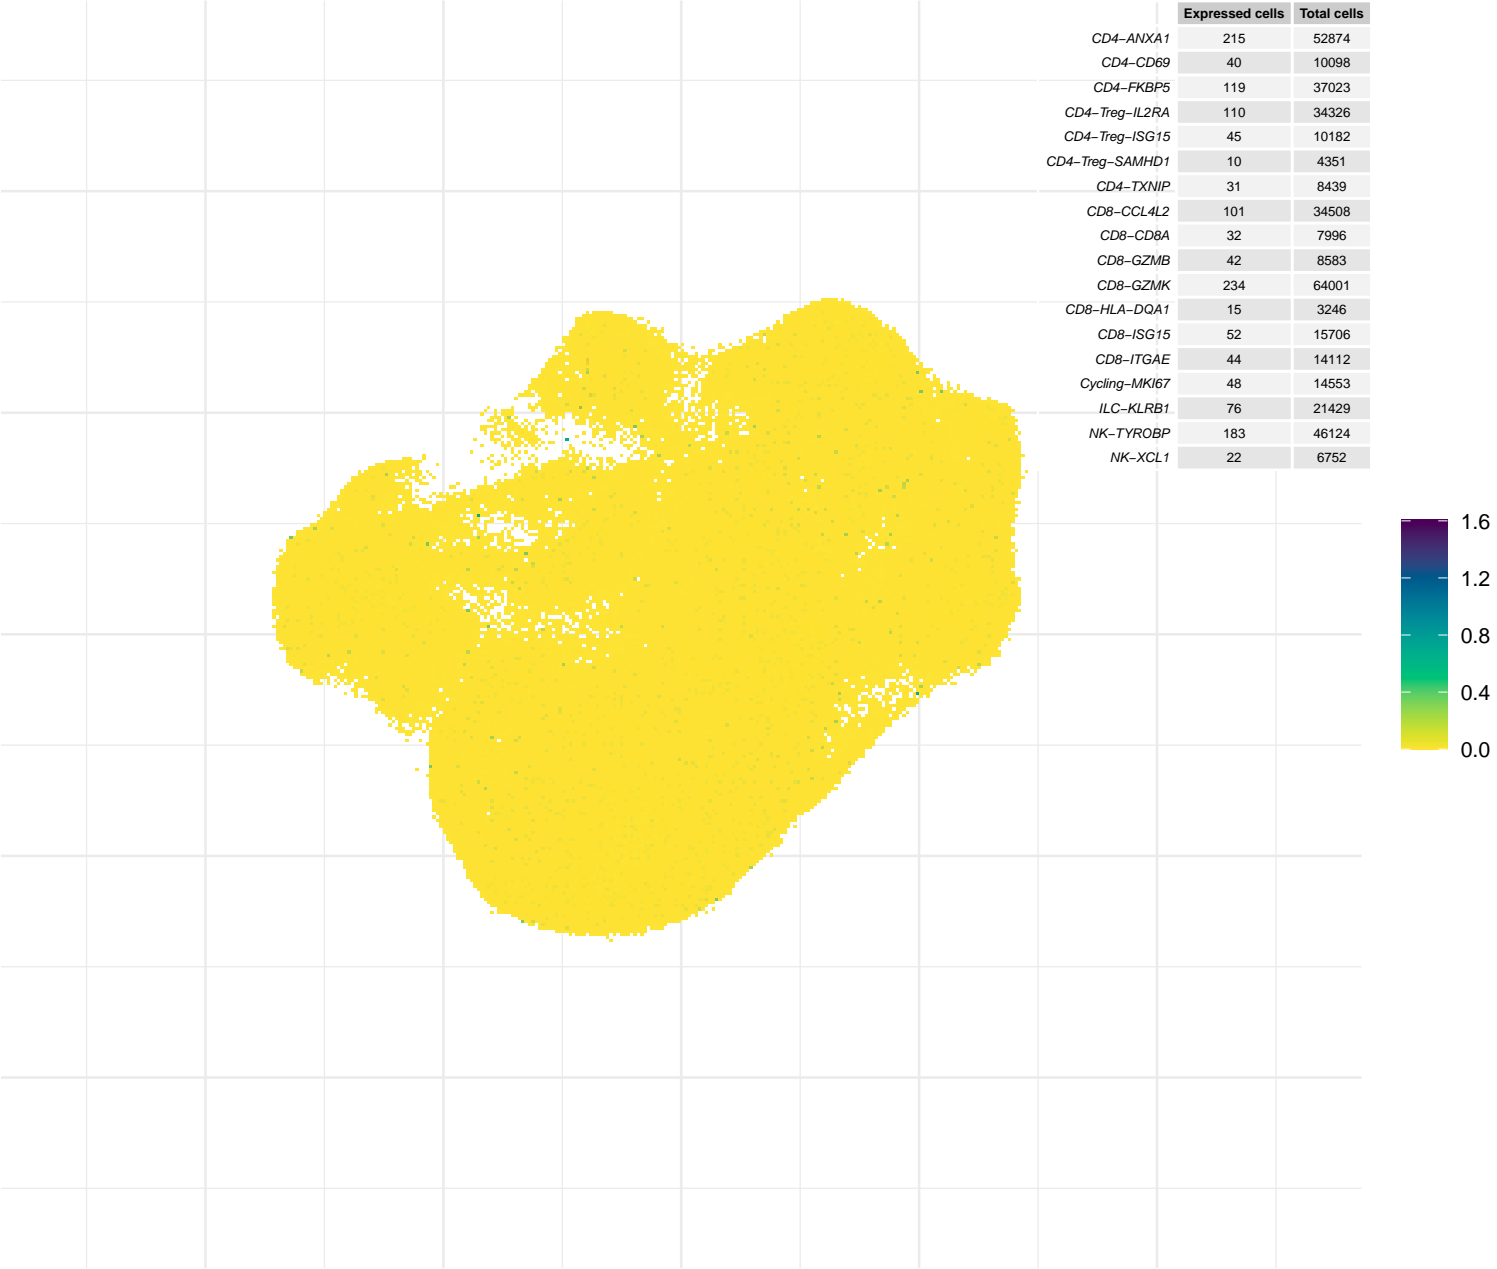 Expressed cells Total cells
CD4−ANXA1 215 52874
CD4−CD69 40 10098
CD4−FKBP5 119 37023
CD4−Treg−IL2RA 110 34326
CD4−Treg−ISG15 45 10182
CD4−Treg−SAMHD1 10 4351
CD4−TXNIP 31 8439
CD8−CCL4L2 101 34508
CD8−CD8A 32 7996
CD8−GZMB 42 8583
CD8−GZMK 234 64001
CD8−HLA−DQA1 15 3246
CD8−ISG15 52 15706
CD8−ITGAE 44 14112
Cycling−MKI67 48 14553
ILC−KLRB1 76 21429
NK−TYROBP 183 46124
NK−XCL1 22 6752
1.6
1.2
0.8
0.4
0.0